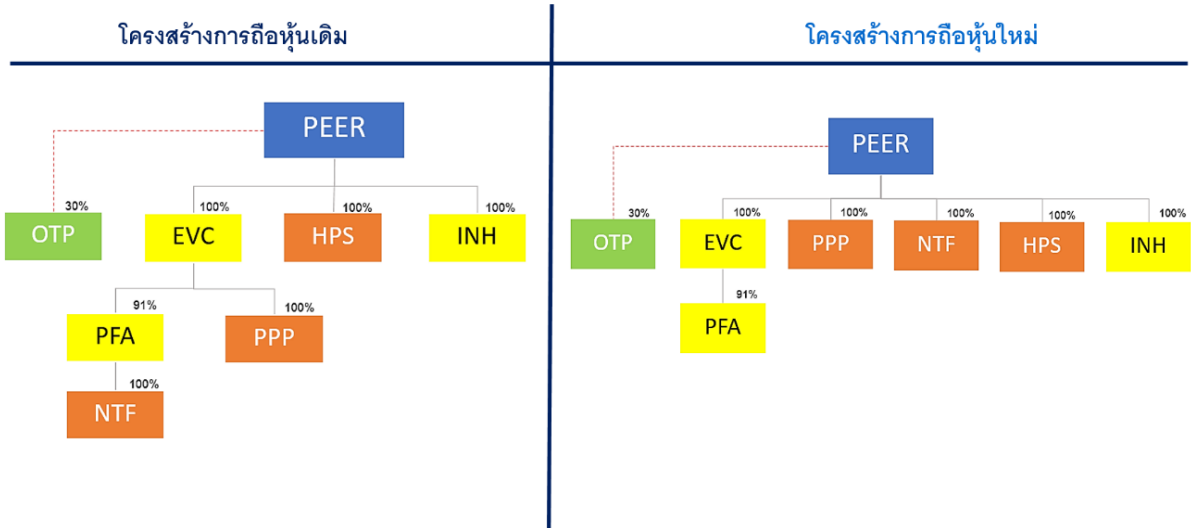 โครงสร้างการถือหุ้นเดิม
PEER
30%
OTP
100%
EVC
100%
HPS
100%
INH
91%
PFA
100%
PPP
100%
NTF
โครงสร้างการถือหุ้นใหม่
PEER
30%
OTP
100%
EVC
100%
PPP
100%
NTF
100%
HPS
100%
INH
91%
PFA